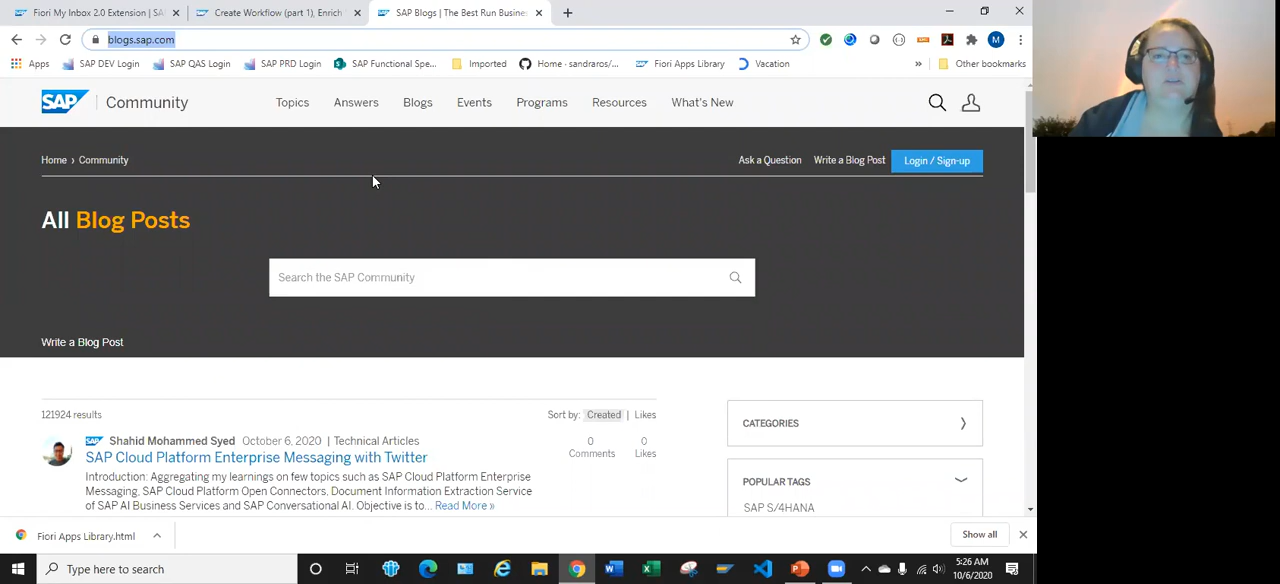 Fiori My Inbox 2.0 Extension | SA
Create Workflow (part 1), Enrich
SAP Blogs | The Best Run Busine
blogs.sap.com
M
Apps
SAP DEV Login
SAP QAS Login
SAP PRD Login
SAP Functional Spe...
Imported
Home · sandraros/...
Fiori Apps Library
Vacation
»
Other bookmarks
SAP Community
Topics
Answers
Blogs
Events
Programs
Resources
What's New
Home › Community
Ask a Question
Write a Blog Post
Login / Sign-up
All Blog Posts
Search the SAP Community
Write a Blog Post
121924 results
Sort by: Created | Likes
CATEGORIES
SAP Shahid Mohammed Syed October 6, 2020 | Technical Articles
0
Comments
0
Likes
SAP Cloud Platform Enterprise Messaging with Twitter
Introduction: Aggregating my learnings on few topics such as SAP Cloud Platform Enterprise
Messaging, SAP Cloud Platform Open Connectors, Document Information Extraction Service
of SAP AI Business Services and SAP Conversational AI. Objective is to... Read More »
POPULAR TAGS
SAP S/4HANA
Fiori Apps Library.html
Show all
Type here to search
5:26 AM
10/6/2020